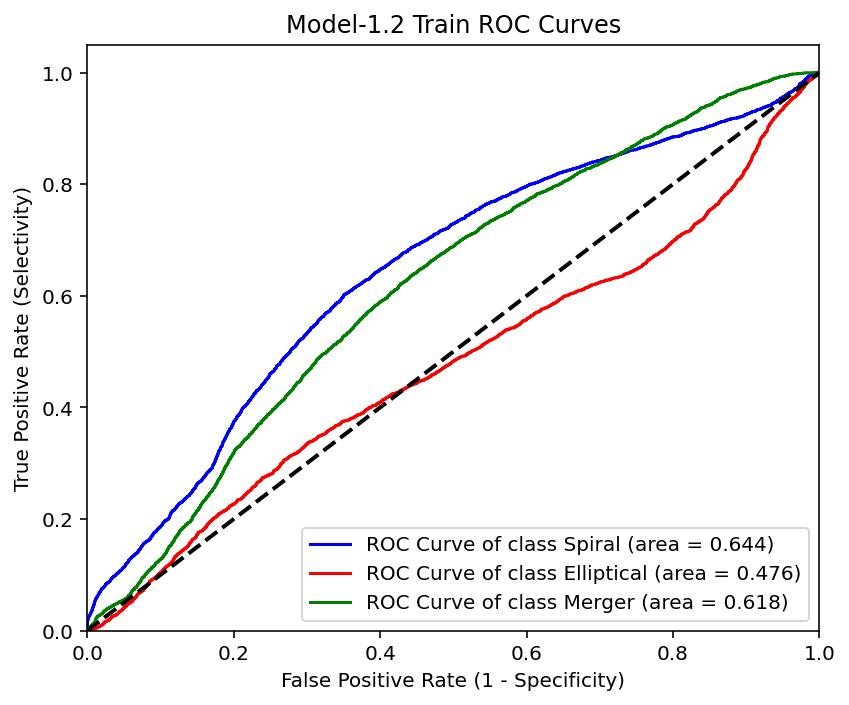 Model-1.2 Train ROC Curves
True Positive Rate (Selectivity)
1.0
0.8
0.6
0.4
0.2
0.0
ROC Curve of class Spiral (area = 0.644)
ROC Curve of class Elliptical (area = 0.476)
ROC Curve of class Merger (area = 0.618)
0.0 0.2 0.4 0.6 0.8 1.0
False Positive Rate (1 - Specificity)